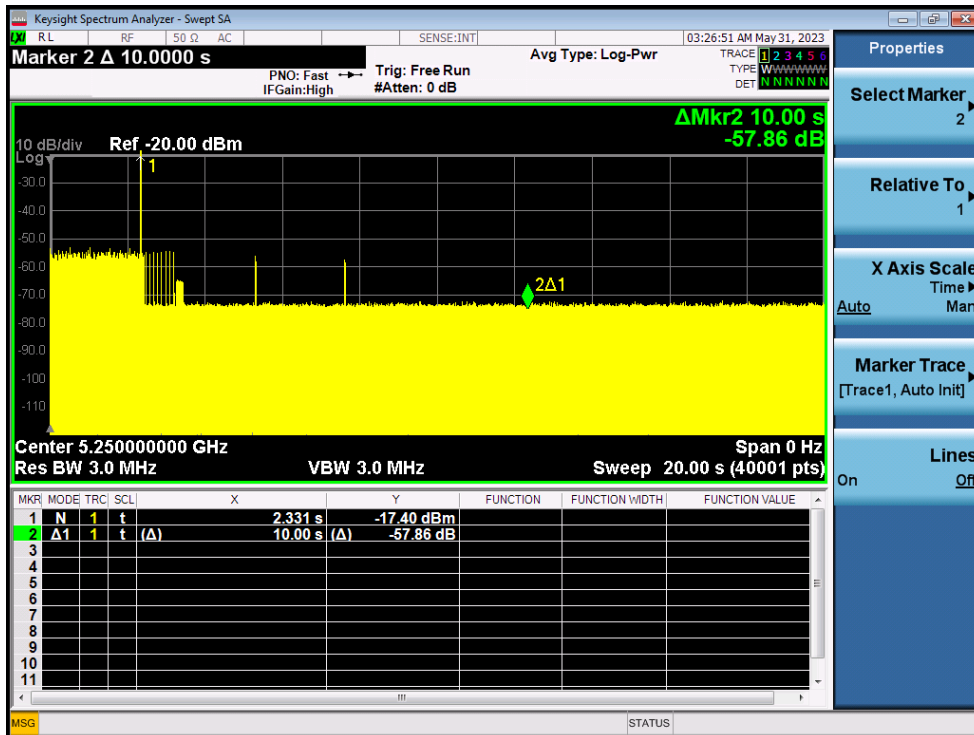 Keysight Spectrum Analyzer - Swept SA
LXI RL RF 50 Ω AC SENSE:INT 03:26:51 AM May 31, 2023
Marker 2 Δ 10.0000 s
PNO: Fast
IFGain:High
Trig: Free Run
#Atten: 0 dB
Avg Type: Log-Pwr
TRACE 1 2 3 4 5 6
TYPE WWWWWW
DET N N N N N N
ΔMkr2 10.00 s
-57.86 dB
10 dB/div Ref -20.00 dBm
Log
1
-30.0
-40.0
-50.0
-60.0
-70.0
2Δ1
-80.0
-90.0
-100
-110
Center 5.250000000 GHz Span 0 Hz
Res BW 3.0 MHz VBW 3.0 MHz Sweep 20.00 s (40001 pts)
MKR MODE TRC SCL X Y FUNCTION FUNCTION WIDTH FUNCTION VALUE
1 N 1 t 2.331 s -17.40 dBm
2 Δ1 1 t (Δ) 10.00 s (Δ) -57.86 dB
3
4
5
6
7
8
9
10
11
MSG STATUS
Properties
Select Marker
2
Relative To
1
X Axis Scale
Time
Auto Man
Marker Trace
[Trace1, Auto Init]
Lines
On Off